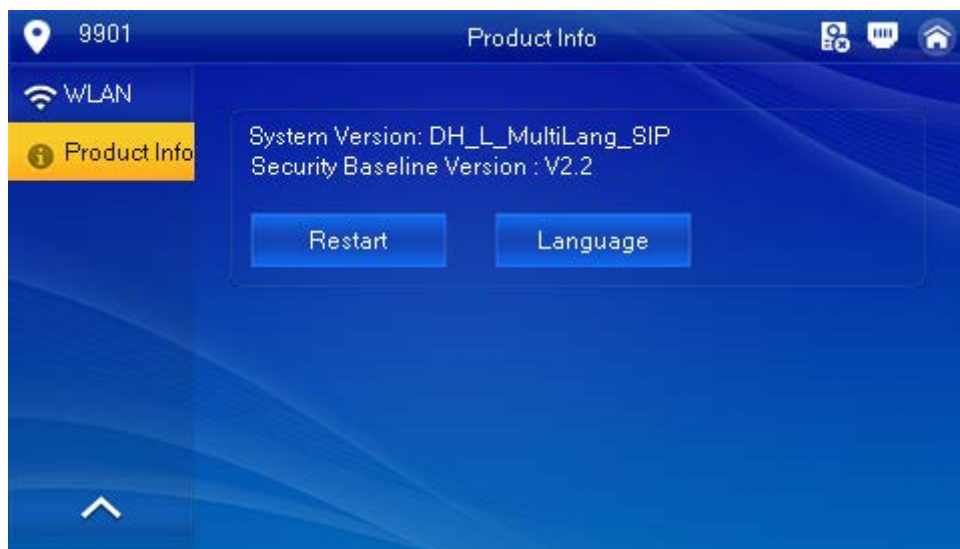 9901
Product Info
WLAN
Product Info
System Version: DH_L_MultiLang_SIP
Security Baseline Version : V2.2
Restart
Language